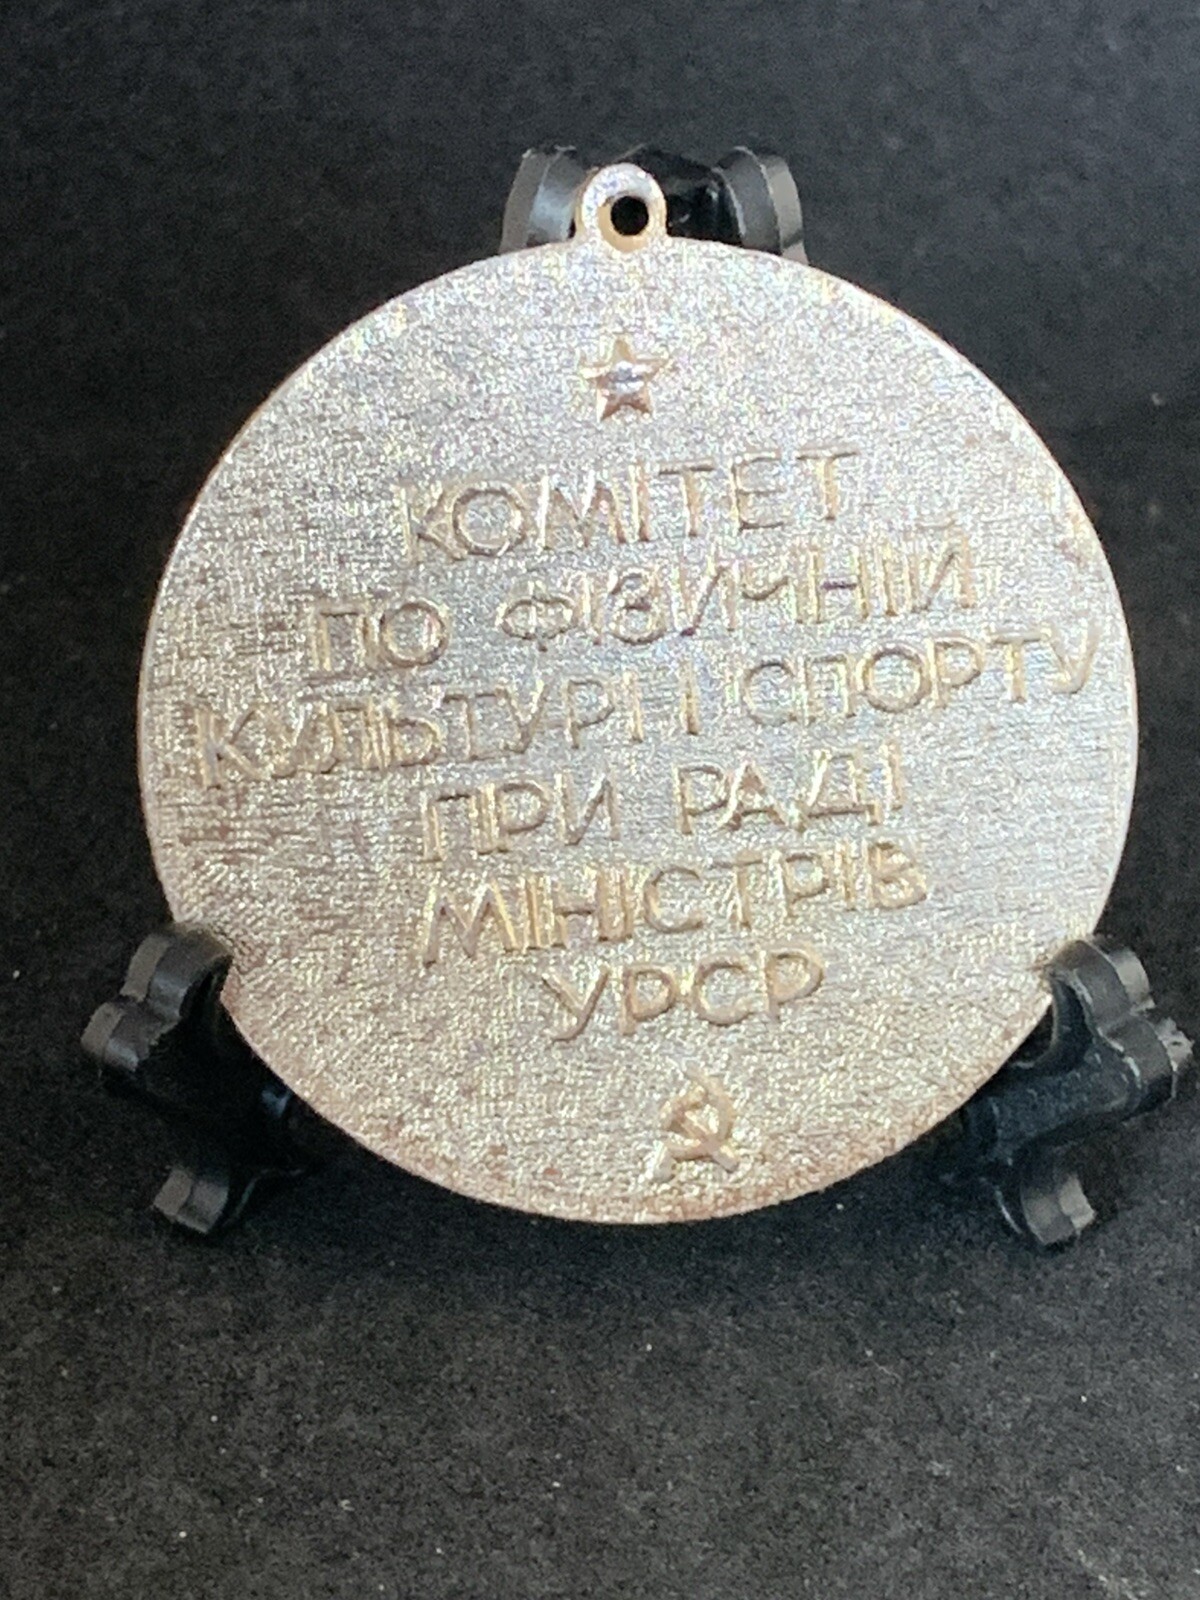 КОМІТЕТ
ПО ФІЗИЧНІЙ
КУЛЬТУРІ І СПОРТУ
ПРИ РАДІ
МІНІСТРІВ
УРСР